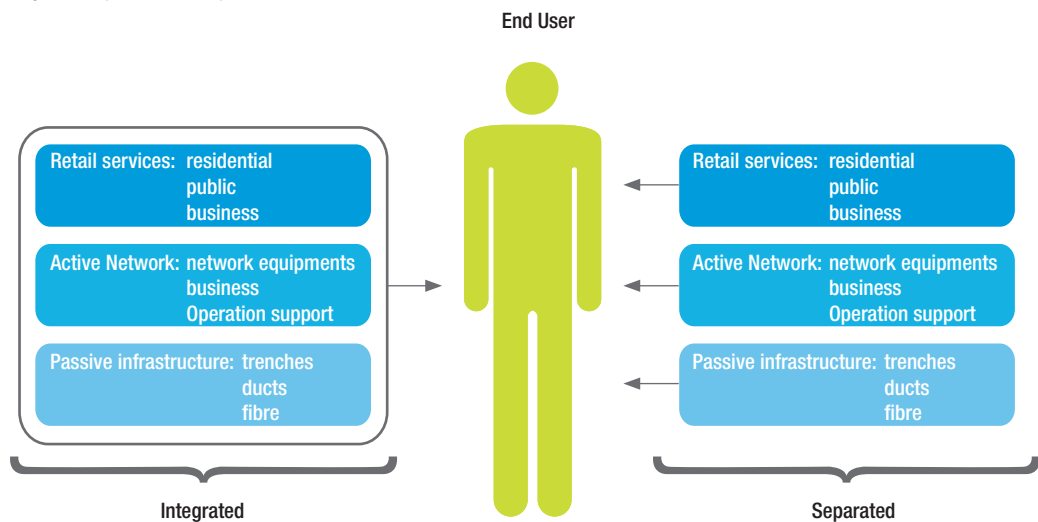 End User
Retail services: residential
public
business
Active Network: network equipments
business
Operation support
Passive infrastructure: trenches
ducts
fibre
Integrated
Retail services: residential
public
business
Active Network: network equipments
business
Operation support
Passive infrastructure: trenches
ducts
fibre
Separated